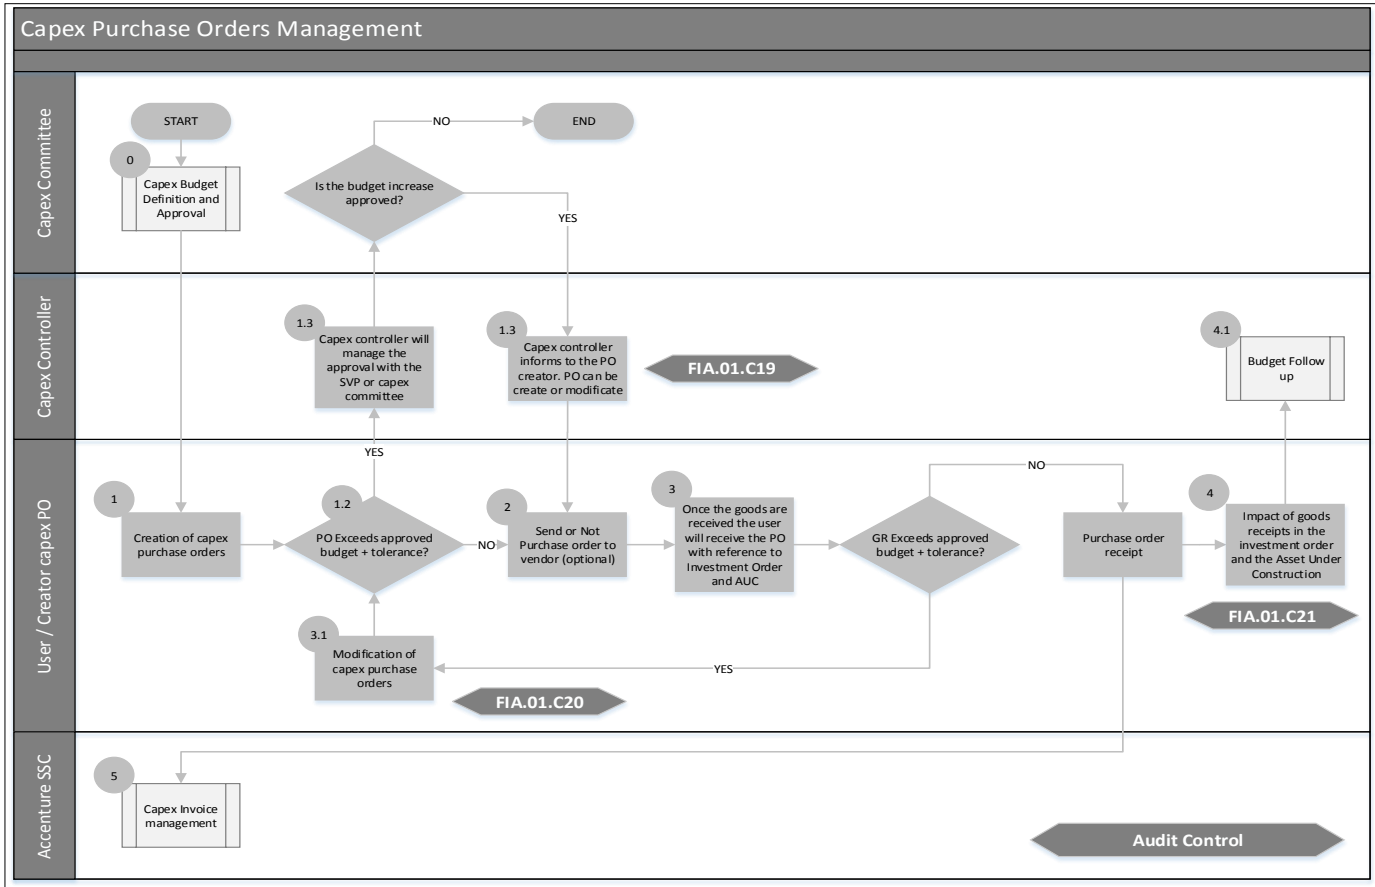 Capex Purchase Orders Management
Capex Committee
START
0
Capex Budget
Definition and
Approval
Is the budget increase
approved?
NO
END
YES
Capex Controller
1.3
Capex controller will
manage the
approval with the
SVP or capex
committee
1.3
Capex controller
informs to the PO
creator. PO can be
create or modificate
FIA.01.C19
4.1
Budget Follow
up
User / Creator capex PO
1
Creation of capex
purchase orders
YES
1.2
PO Exceeds approved
budget + tolerance?
NO
2
Send or Not
Purchase order to
vendor (optional)
3
Once the goods are
received the user
will receive the PO
with reference to
Investment Order
and AUC
GR Exceeds approved
budget + tolerance?
NO
Purchase order
receipt
4
Impact of goods
receipts in the
investment order
and the Asset Under
Construction
FIA.01.C21
3.1
Modification of
capex purchase
orders
YES
FIA.01.C20
Accenture SSC
5
Capex Invoice
management
Audit Control